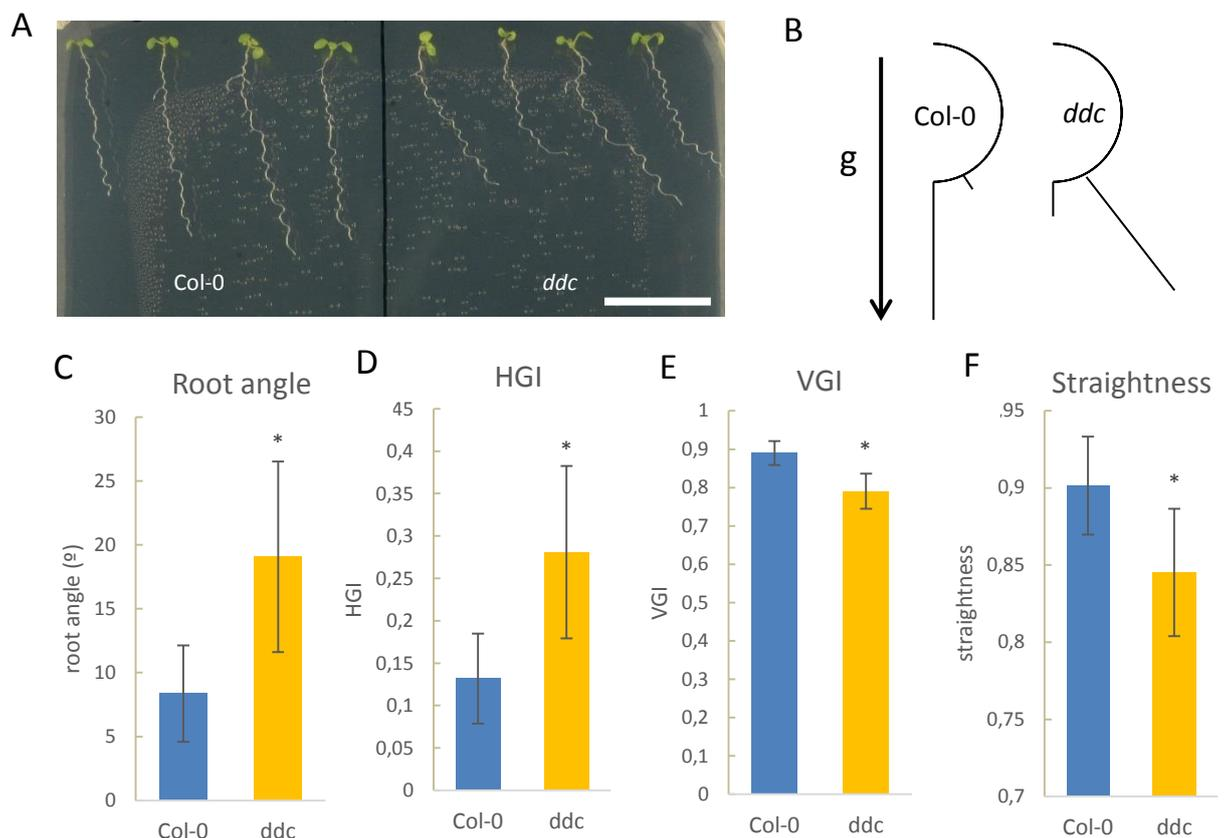 A
Col-0
ddc
B
g
Col-0
ddc
C
Root angle
root angle (º)
30
25
20
15
10
5
0
*
Col-0
ddc
D
HGI
HGI
45
0,4
0,35
0,3
0,25
0,2
0,15
0,1
0,05
0
*
Col-0
ddc
E
VGI
VGI
1
0,9
0,8
0,7
0,6
0,5
0,4
0,3
0,2
0,1
0
*
Col-0
ddc
F
Straightness
straightness
,95
0,9
0,85
0,8
0,75
0,7
*
Col-0
ddc